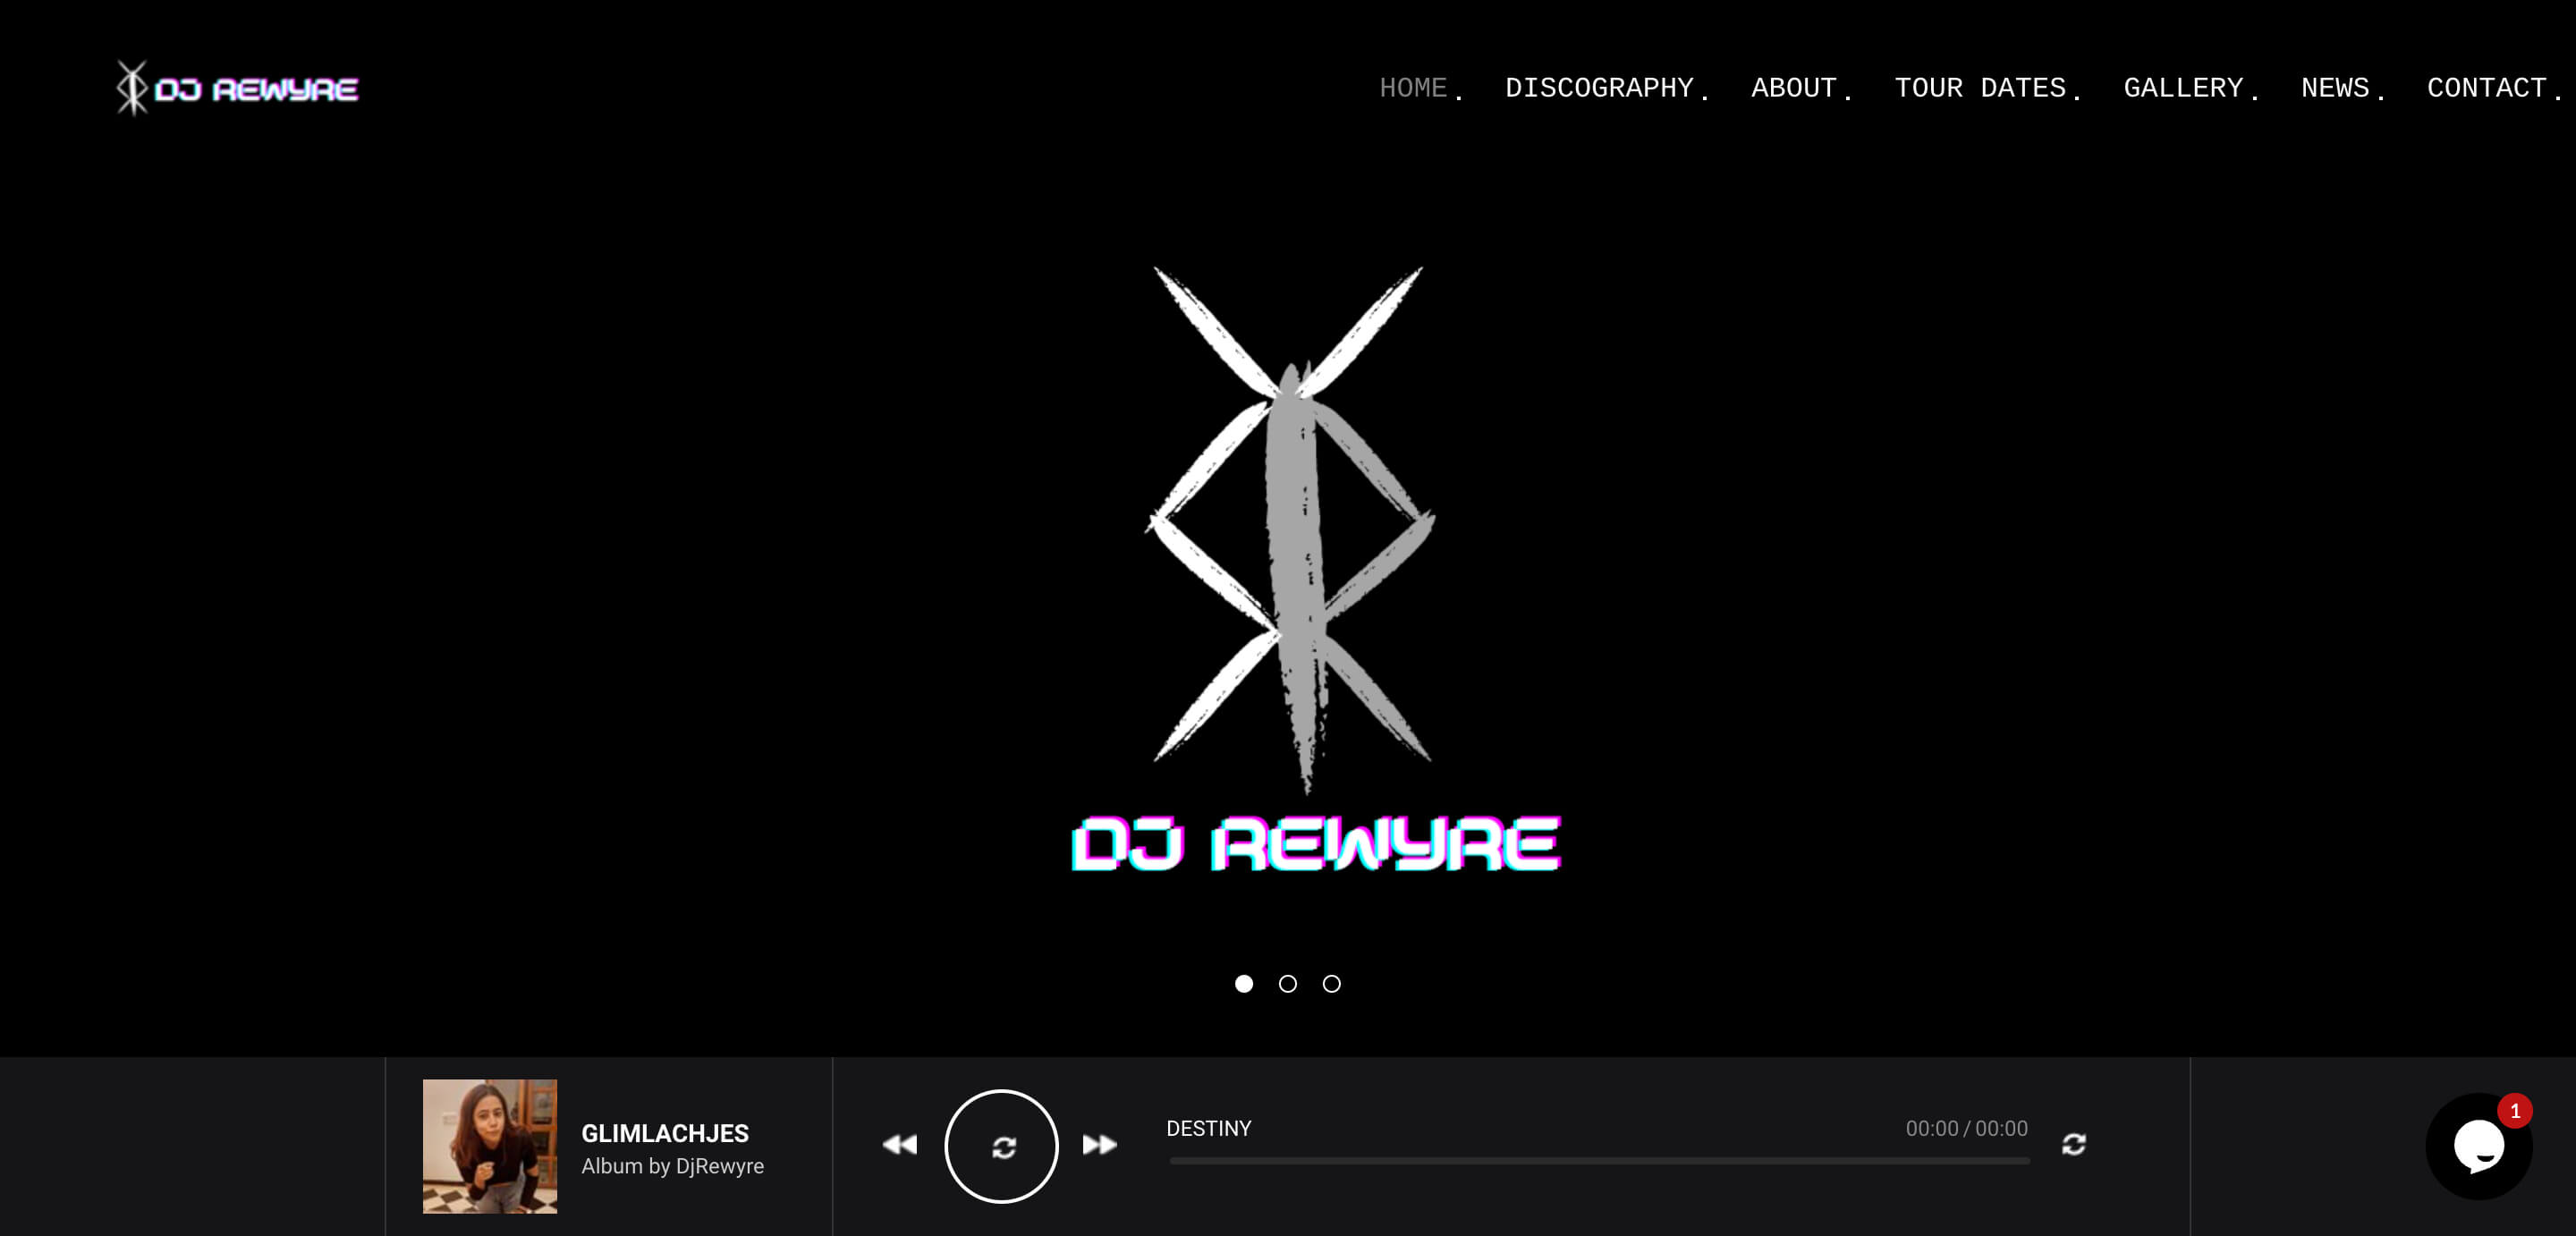 DJ REWYRE
HOME. DISCOGRAPHY. ABOUT. TOUR DATES. GALLERY. NEWS. CONTACT.
DJ REWYRE
GLIMLACHJES
Album by DjRewyre
DESTINY
00:00 / 00:00
1